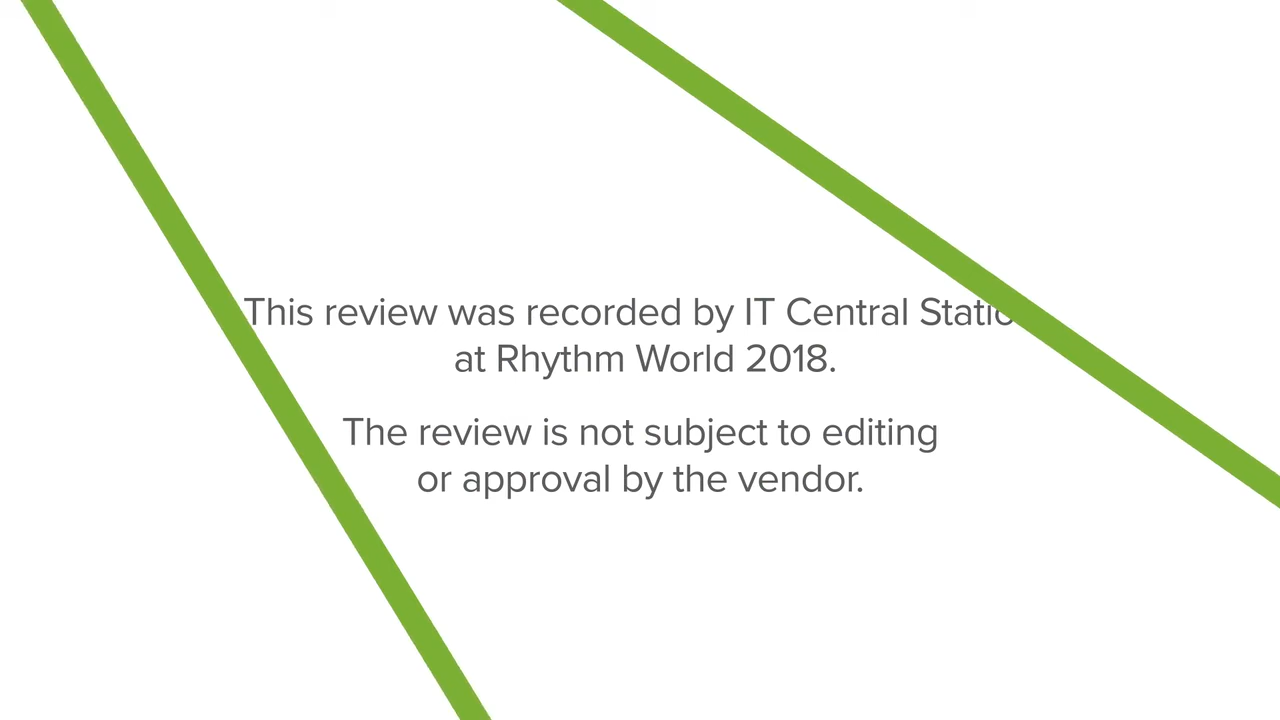 This review was recorded by IT Central Statio
at Rhythm World 2018.
The review is not subject to editing
or approval by the vendor.